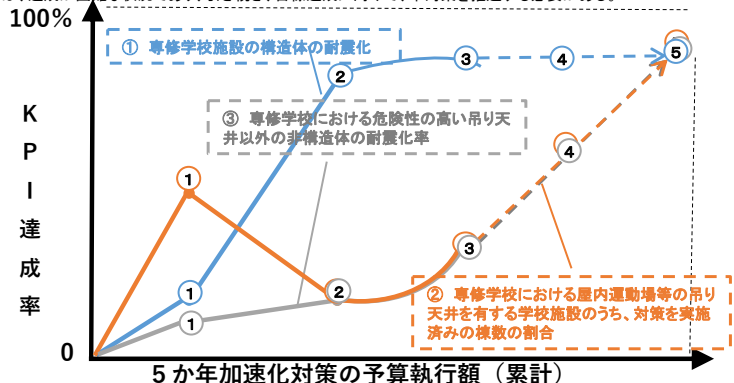 100%
① 専修学校施設の構造体の耐震化
③ 専修学校における危険性の高い吊り天
井以外の非構造体の耐震化率
② 専修学校における屋内運動場等の吊り
天井を有する学校施設のうち、対策を実施
済みの棟数の割合
KPI達成率
1
1
1
2
2
3
3
4
4
5
0
5か年加速化対策の予算執行額(累計)